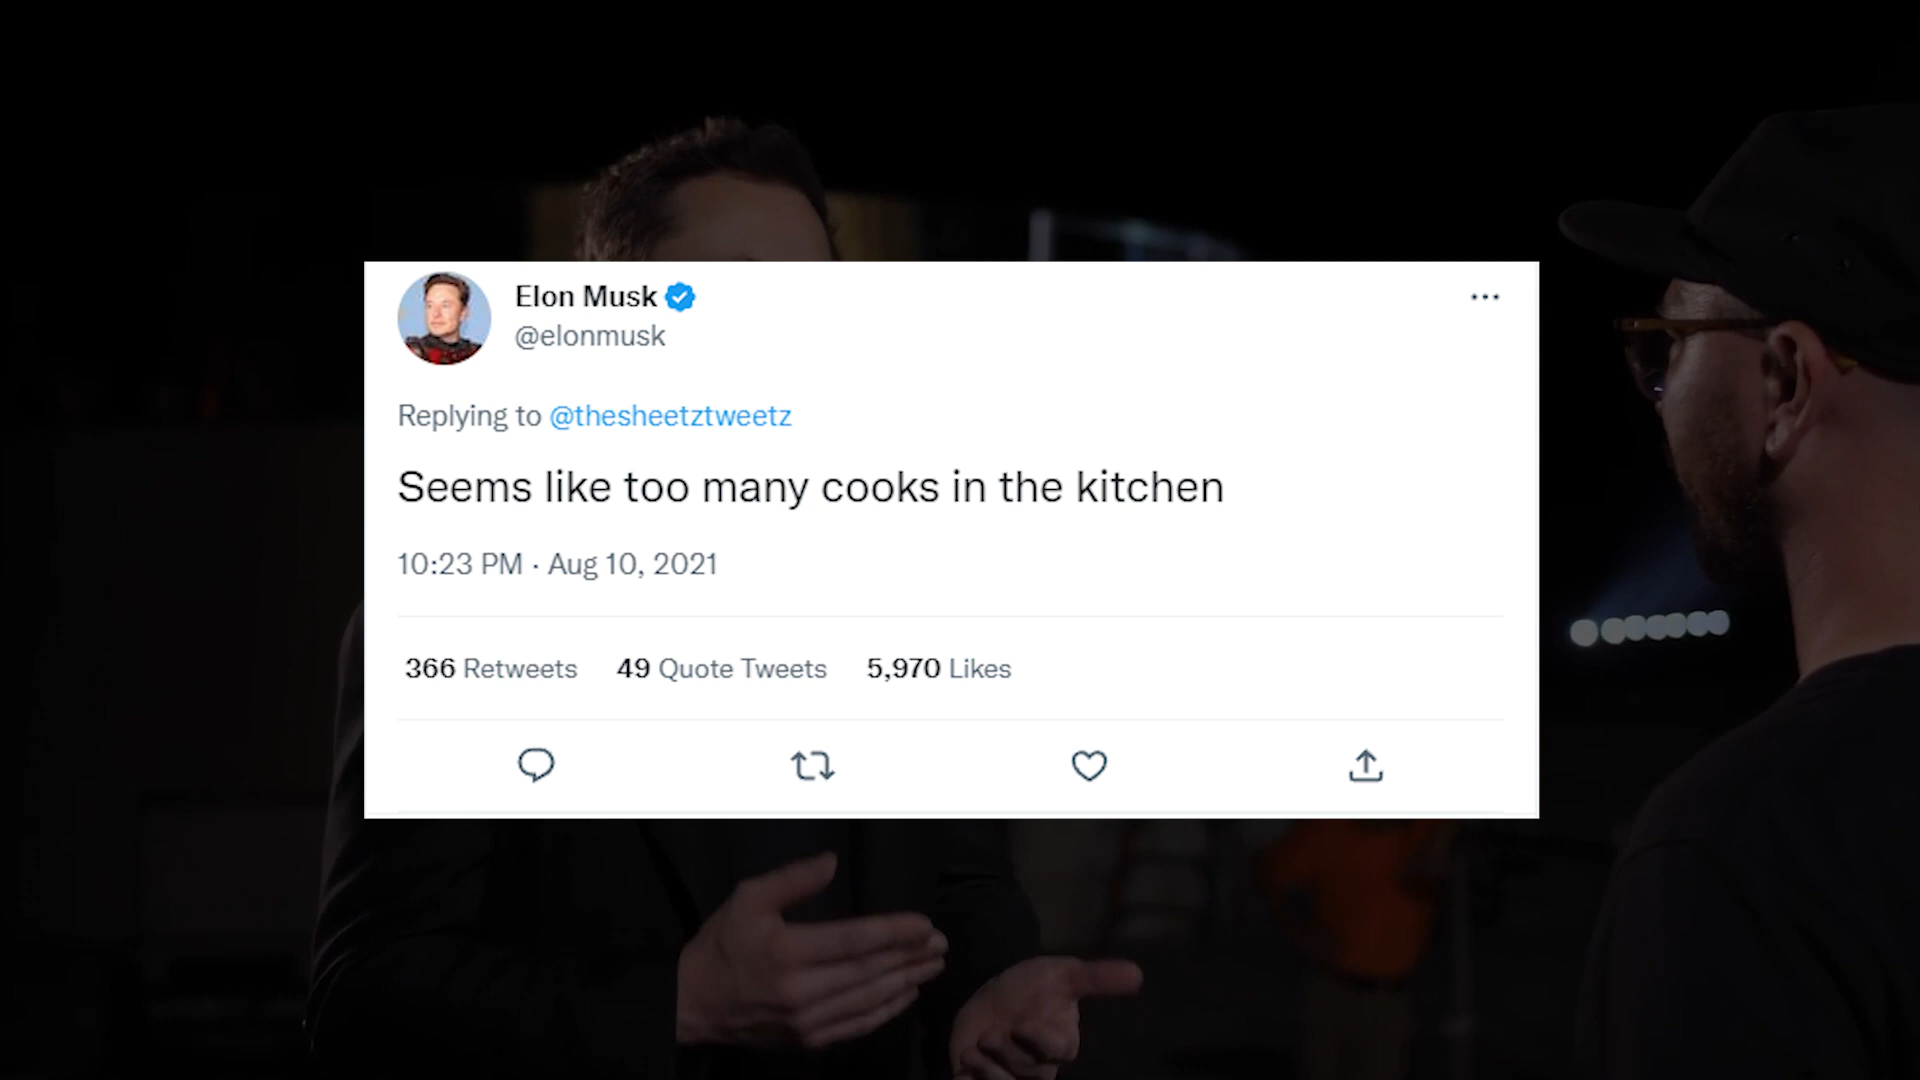 Elon Musk
@elonmusk
Replying to @thesheetztweetz
Seems like too many cooks in the kitchen
10:23 PM · Aug 10, 2021
366 Retweets 49 Quote Tweets 5,970 Likes